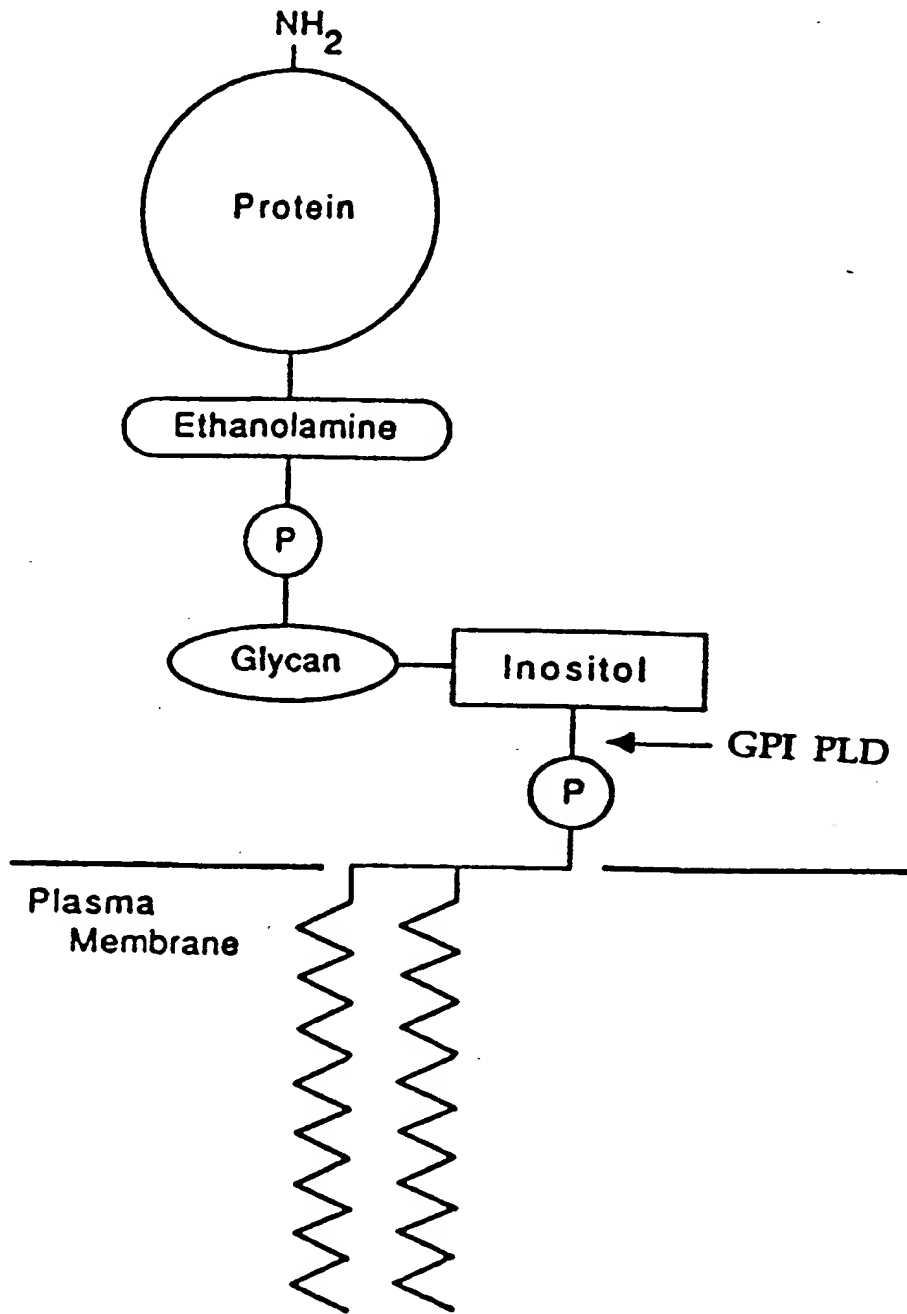 NH2
Protein
Ethanolamine
P
Glycan
Inositol
GPI PLD
P
Plasma
Membrane